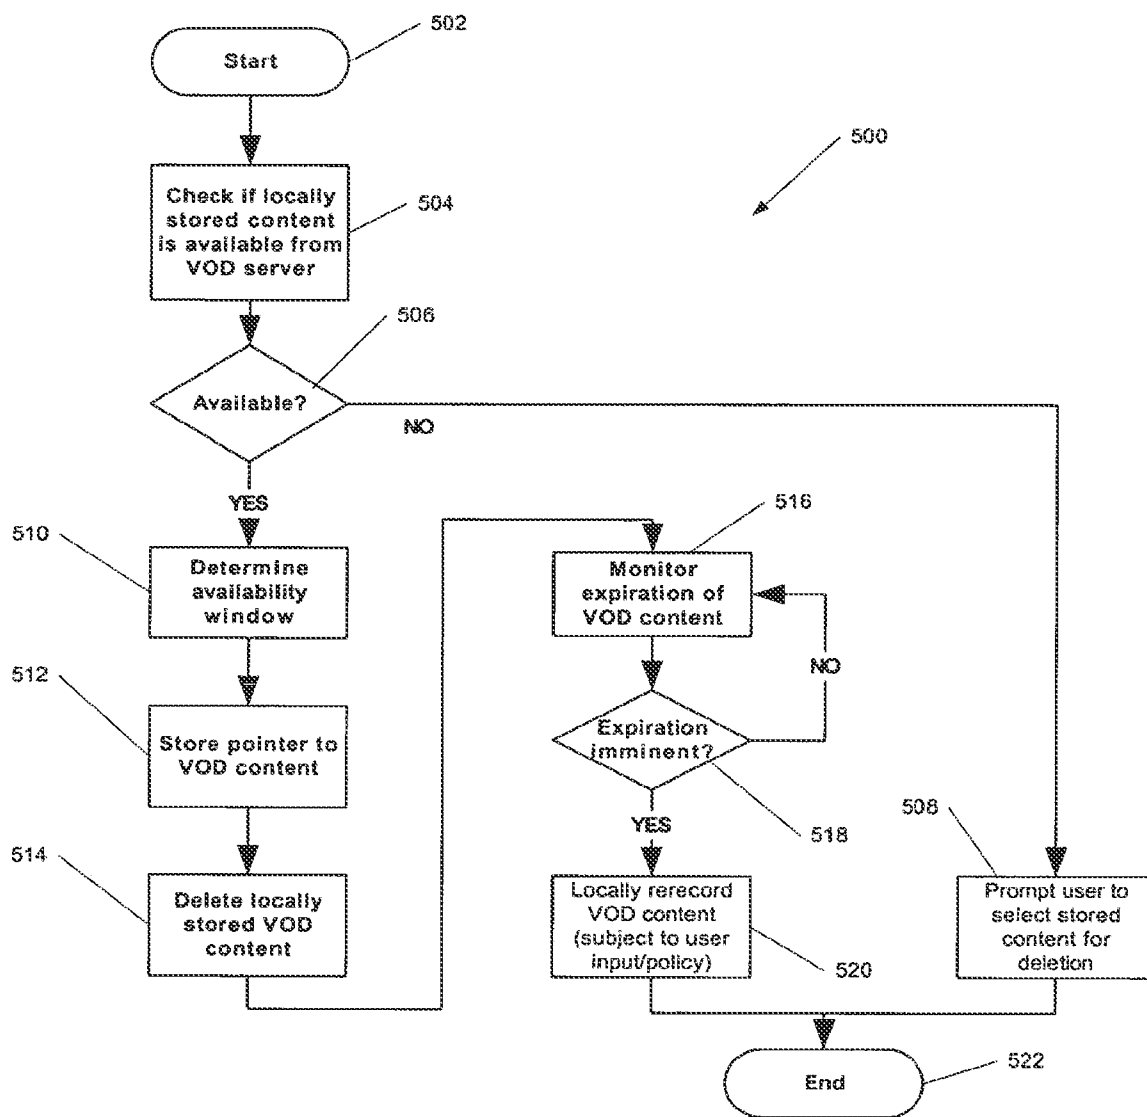 502
Start
500
Check if locally
stored content
is available from
VOD server
504
506
Available?
NO
YES
516
510
Determine
availability
window
Monitor
expiration of
VOD content
NO
512
Store pointer to
VOD content
Expiration
imminent?
518
YES
508
514
Delete locally
stored VOD
content
Locally rerecord
VOD content
(subject to user
input/policy)
520
Prompt user to
select stored
content for
deletion
End
522